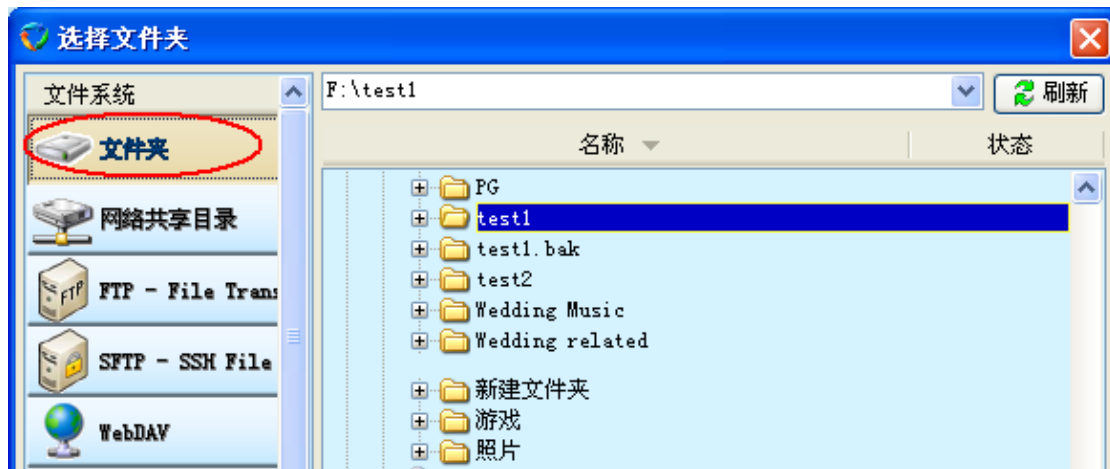 选择文件夹
文件系统
文件夹
网络共享目录
FTP
FTP - File Trans
SFTP - SSH File
WebDAV
F:\test1
刷新
名称
状态
PG
test1
test1.bak
test2
Wedding Music
Wedding related
新建文件夹
游戏
照片